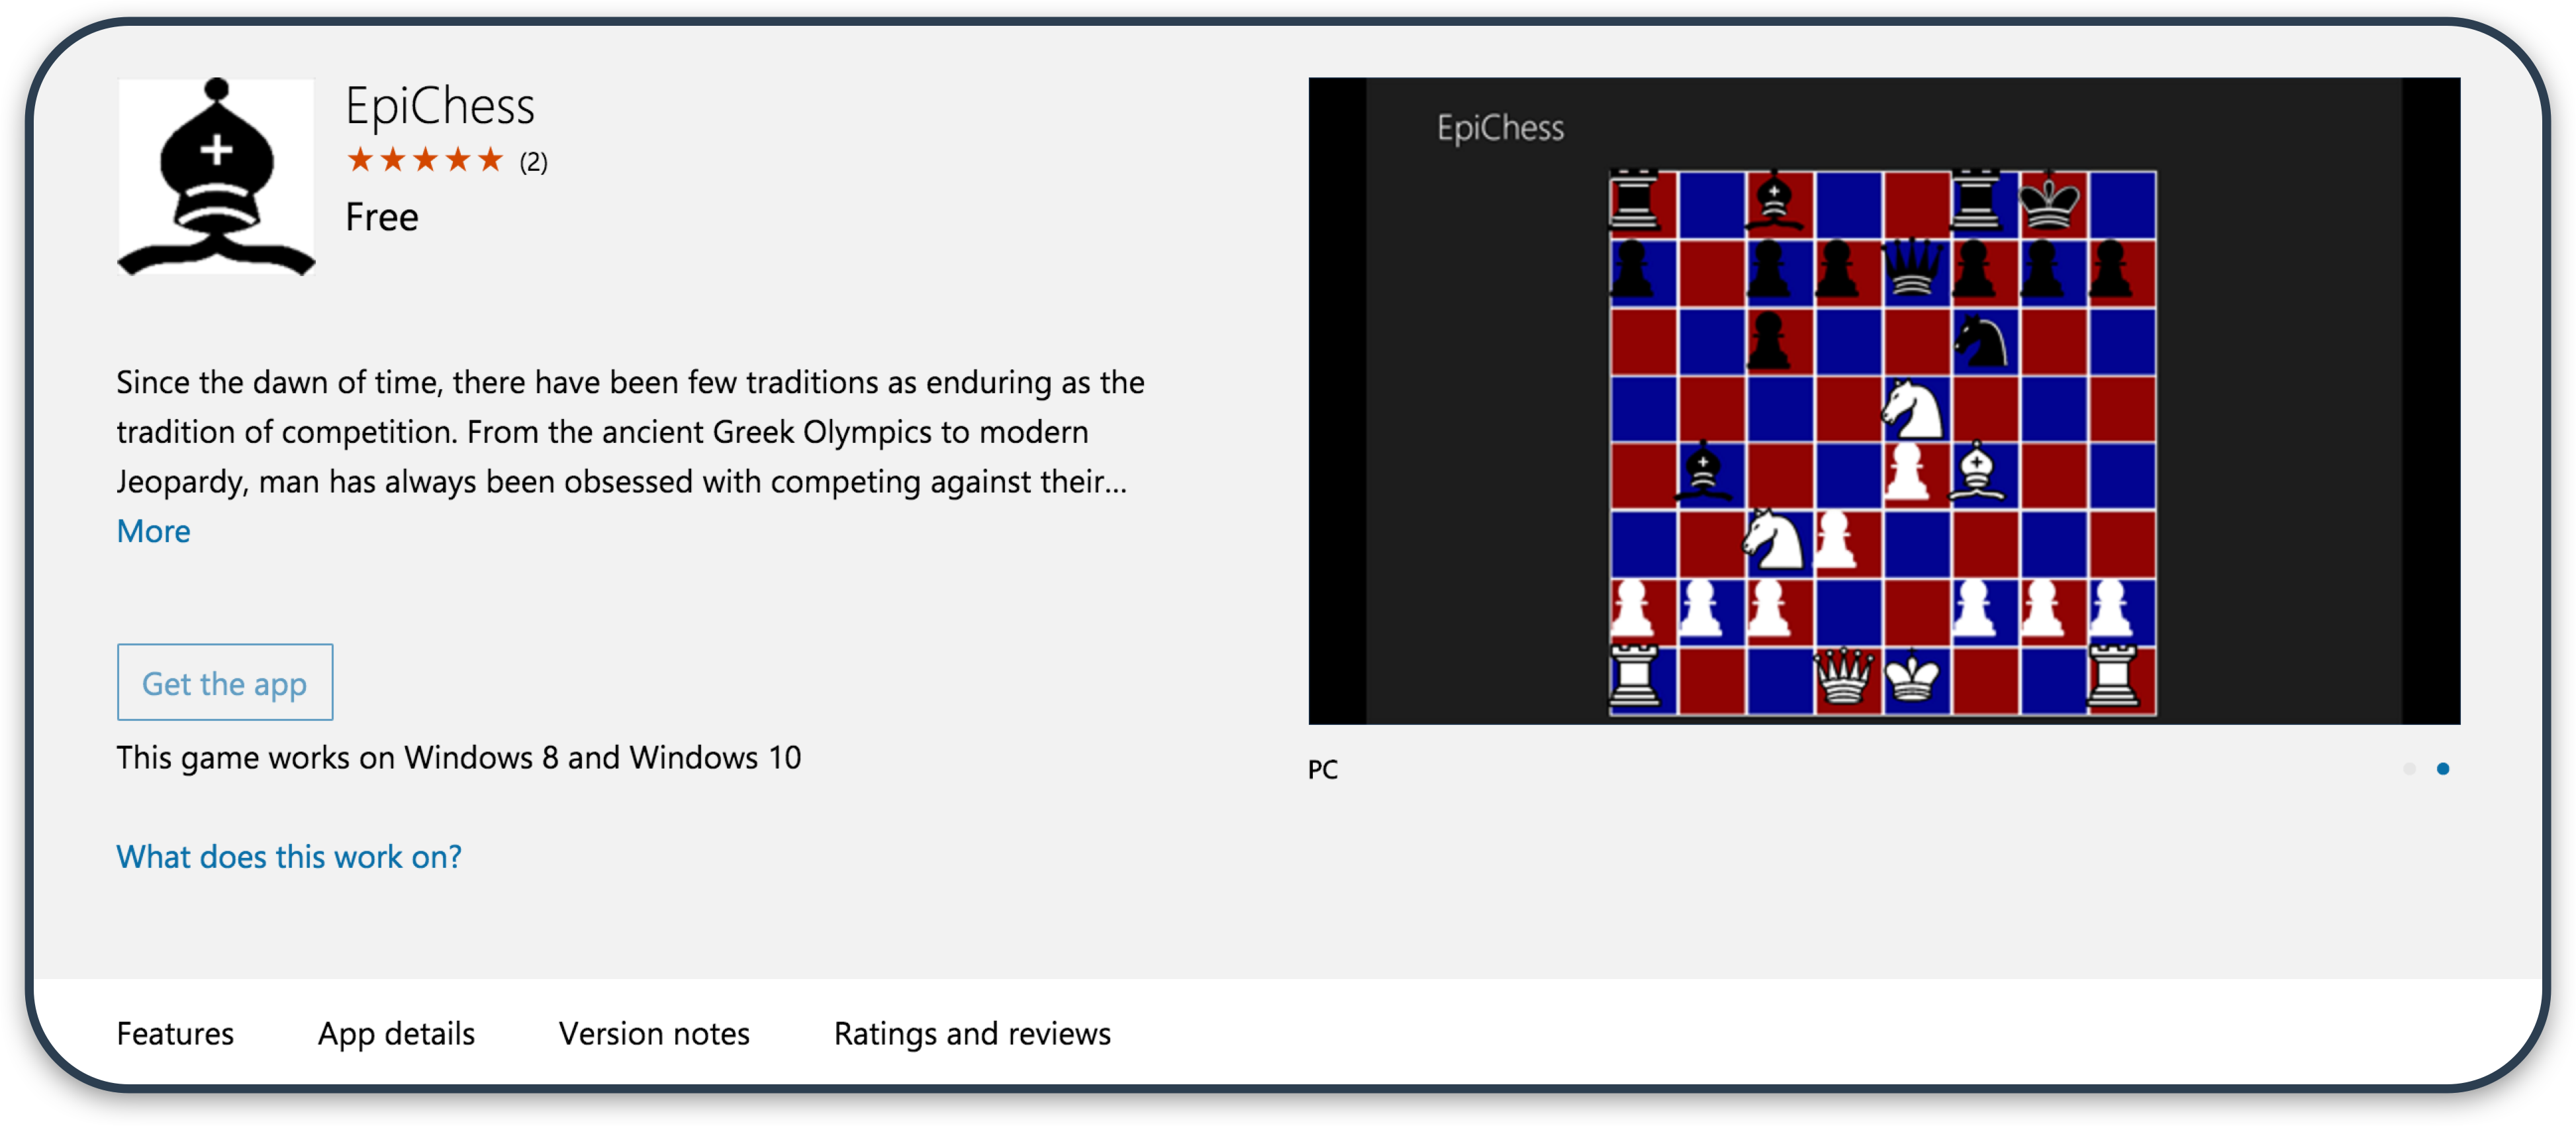 EpiChess
(2)
Free
Since the dawn of time, there have been few traditions as enduring as the
tradition of competition. From the ancient Greek Olympics to modern
Jeopardy, man has always been obsessed with competing against their...
More
Get the app
This game works on Windows 8 and Windows 10
What does this work on?
EpiChess
PC
Features
App details
Version notes
Ratings and reviews